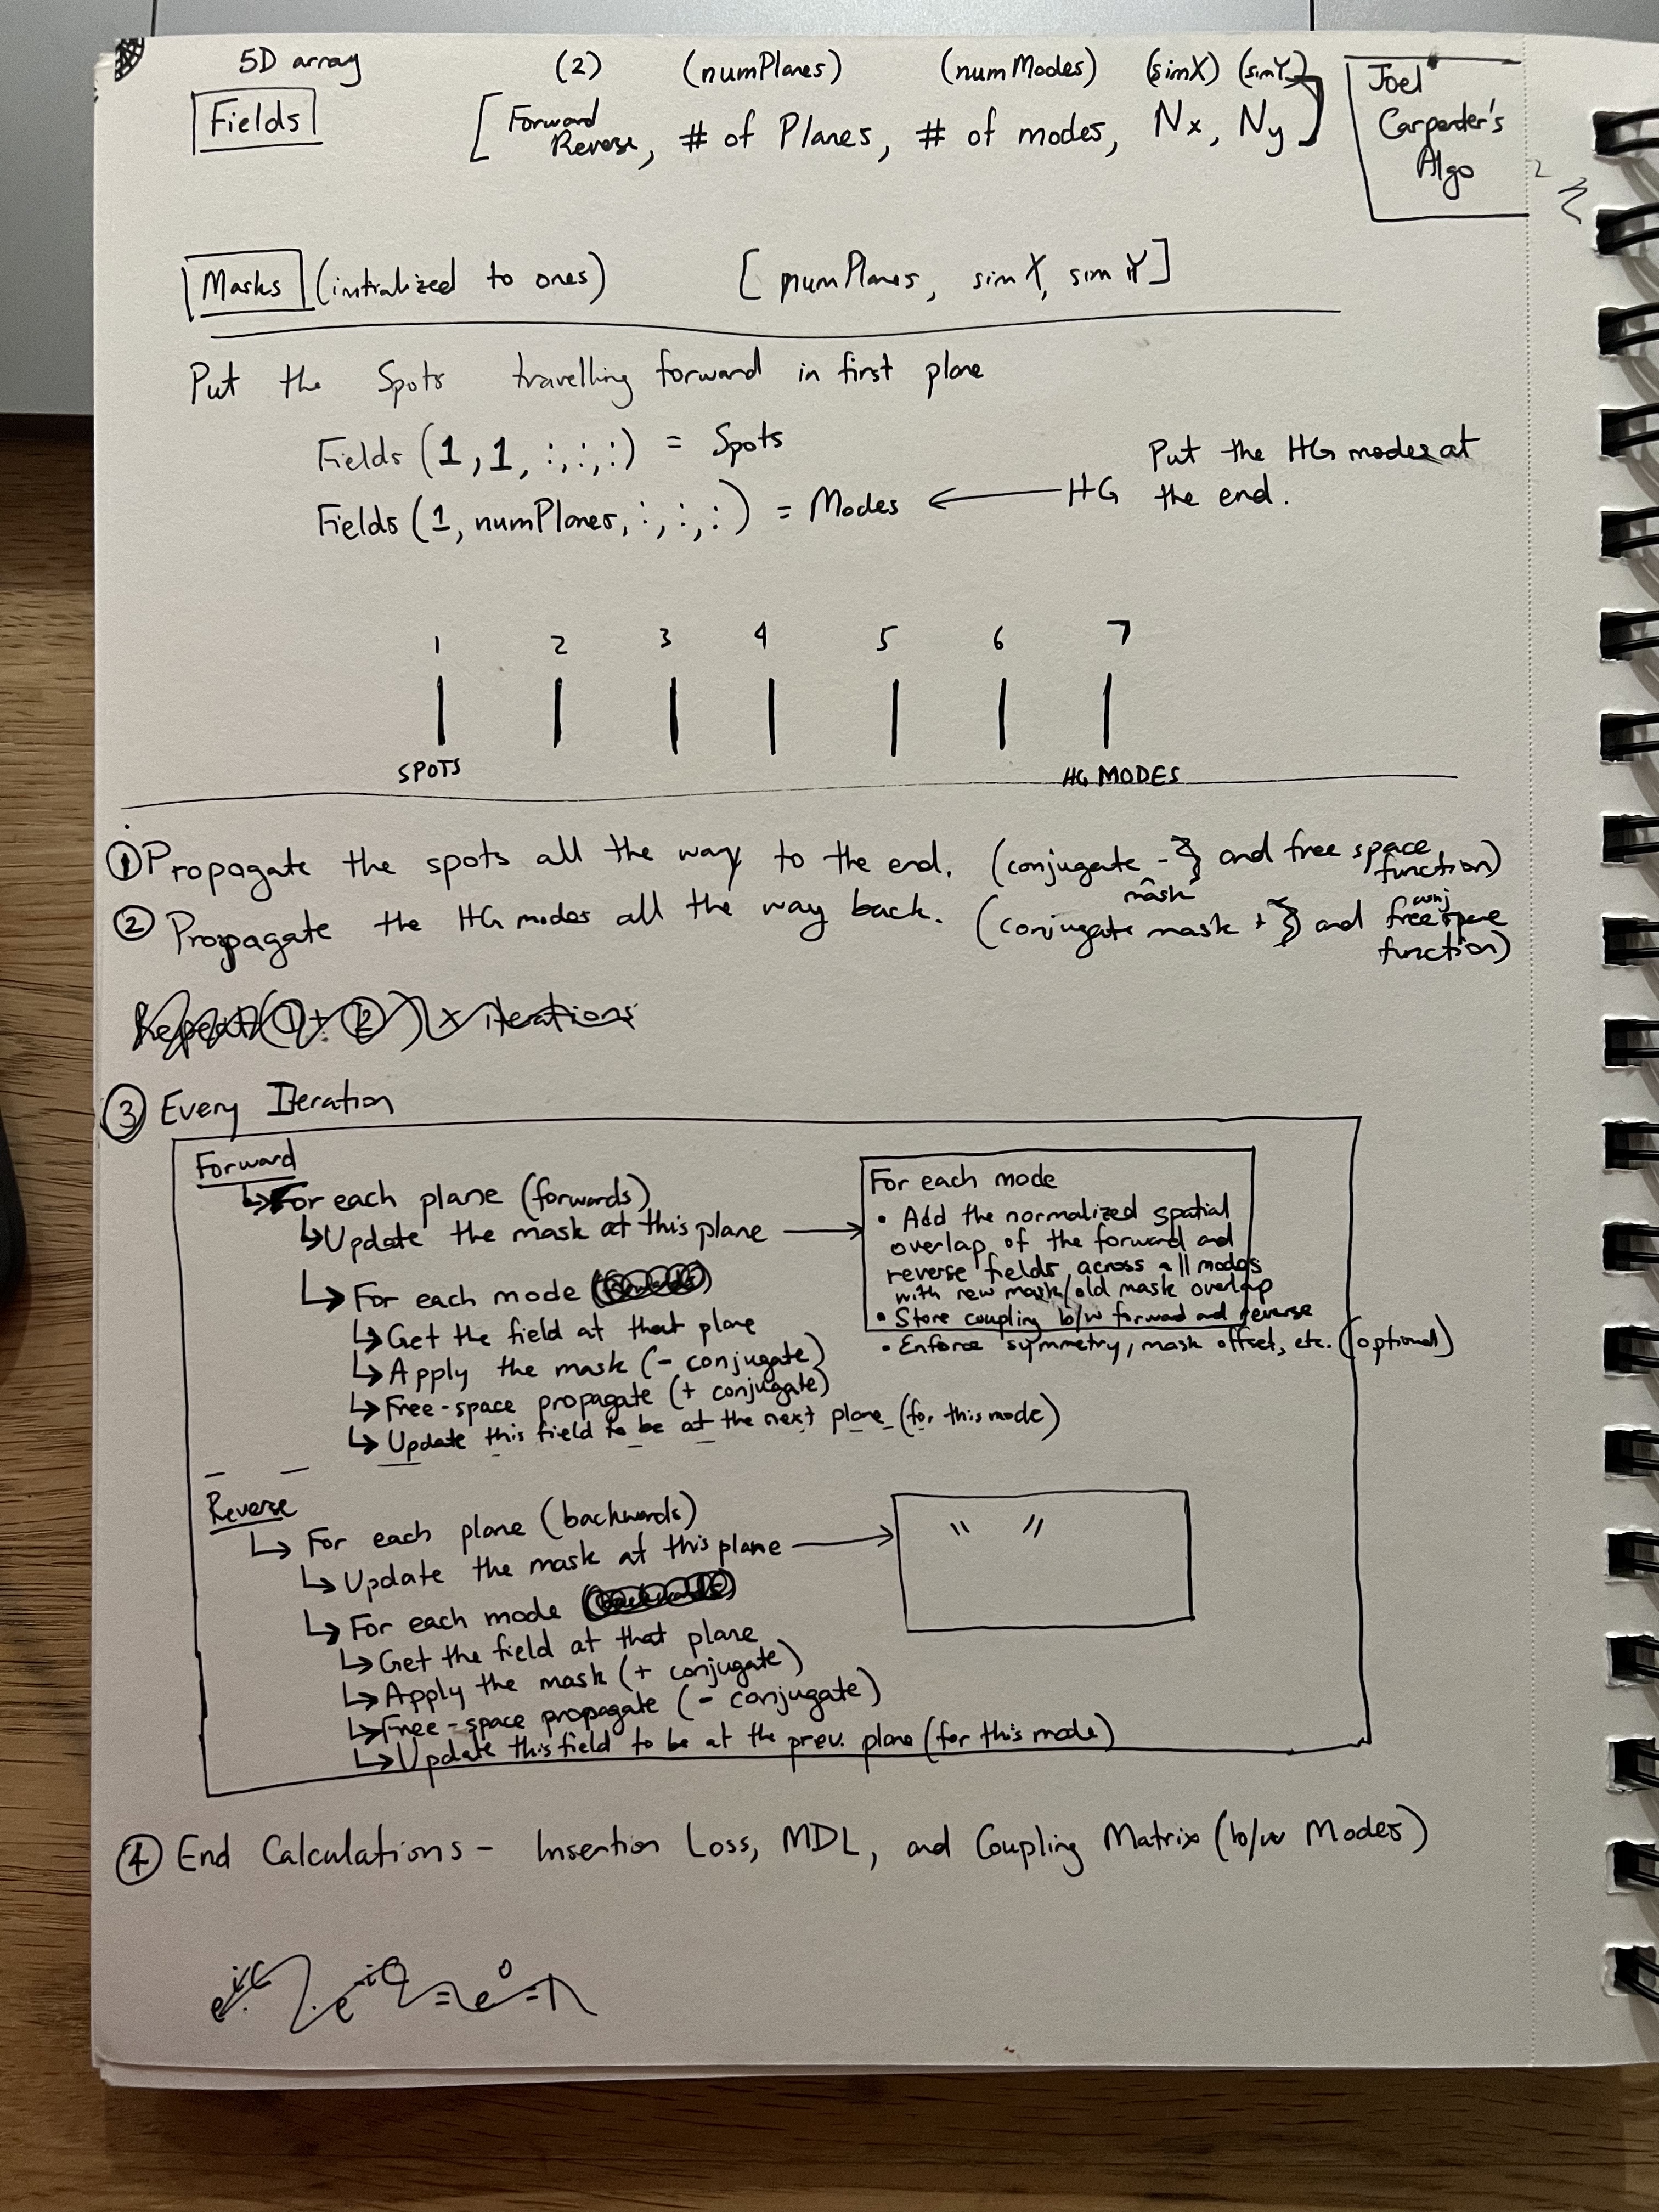 5D array (2) (numPlanes) (numModes) (simX) (simY)
Fields [Forward Reverse, # of Planes, # of modes, Nx, Ny]
Joel
Carpenter's
Algo
Masks (initialized to ones) [numPlanes, simX, simY]
Put the Spots travelling forward in first plane
Fields (1, 1, :, :, :) = Spots
Fields (1, numPlanes, :, :, :) = Modes ← HG
Put the HG modes at
the end.
1 2 3 4 5 6 7
SPOTS HG MODES
① Propagate the spots all the way to the end. (conjugate mask - } and free space function)
② Propagate the HG modes all the way back. (conjugate mask + } and conj free space function)
Repeat (① + ②) x iterations
③ Every Iteration
Forward
↳ For each plane (forwards)
↳ Update the mask at this plane →
↳ For each mode
↳ Get the field at that plane
↳ Apply the mask (- conjugate)
↳ Free-space propagate (+ conjugate)
↳ Update this field to be at the next plane (for this mode)
For each mode
• Add the normalized spatial
overlap of the forward and
reverse fields across all modes
with new mask/old mask overlap
• Store coupling b/w forward and reverse
• Enforce symmetry, mask offset, etc. (optional)
Reverse
↳ For each plane (backwards)
↳ Update the mask at this plane → " "
↳ For each mode
↳ Get the field at that plane
↳ Apply the mask (+ conjugate)
↳ Free-space propagate (- conjugate)
↳ Update this field to be at the prev. plane (for this mode)
④ End Calculations - Insertion Loss, MDL, and Coupling Matrix (b/w Modes)